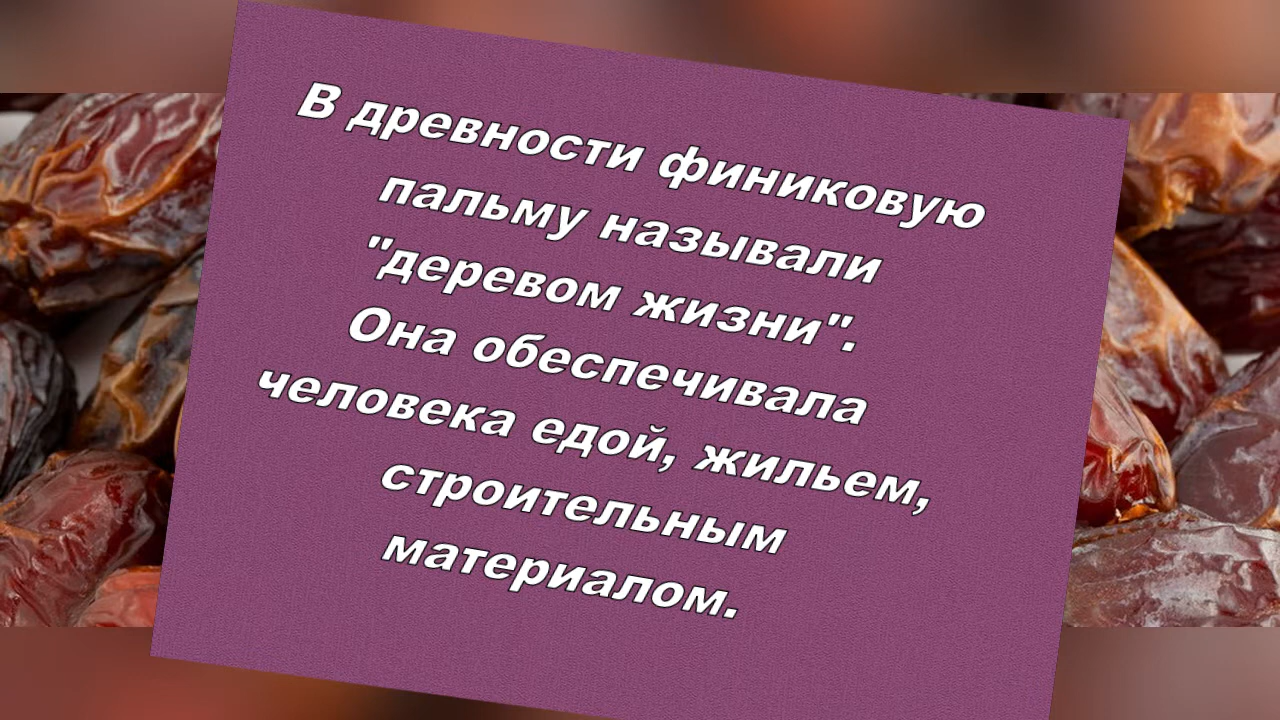 В древности финиковую
пальму называли
"деревом жизни".
Она обеспечивала
человека едой, жильем,
строительным
материалом.